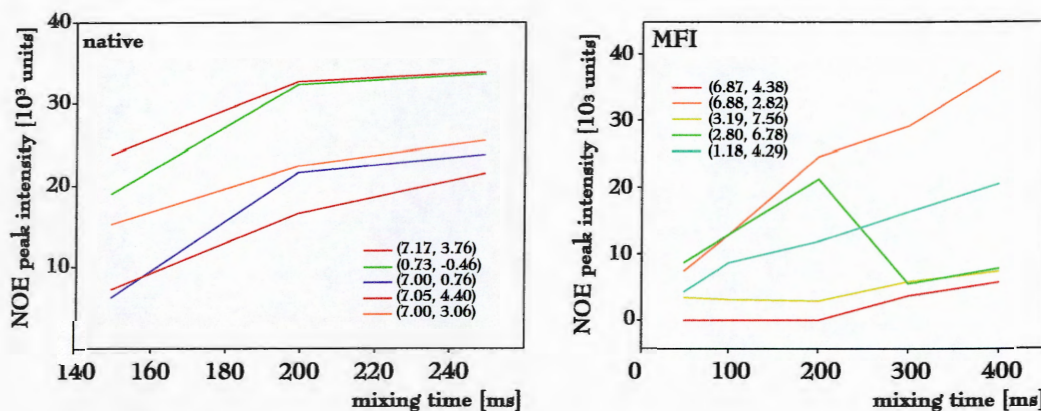 native
NOE peak intensity [10³ units]
40
30
20
10
(7.17, 3.76)
(0.73, -0.46)
(7.00, 0.76)
(7.05, 4.40)
(7.00, 3.06)
140 160 180 200 220 240
mixing time [ms]
MFI
NOE peak intensity [10₃ units]
40
30
20
10
0
(6.87, 4.38)
(6.88, 2.82)
(3.19, 7.56)
(2.80, 6.78)
(1.18, 4.29)
0 100 200 300 400
mixing time [ms]